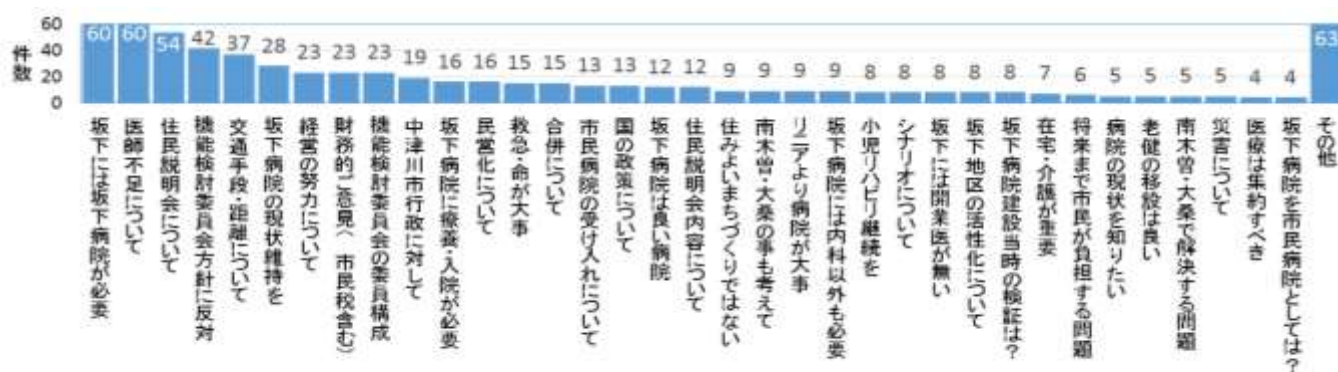 件数
60
40
20
0
60 60 54 42 37 28 23 23 23 19 16 16 15 15 13 13 12 12 9 9 9 9 8 8 8 8 8 7 6 5 5 5 5 4 4 63
坂下には坂下病院が必要
医師不足について
住民説明会について
機能検討委員会方針に反対
交通手段・距離について
坂下病院の現状維持を
経営の努力について
財務的ご意見(市民税含む)
機能検討委員会の委員構成
中津川市行政に対して
坂下病院に療養・入院が必要
民営化について
救急・命が大事
合併について
市民病院の受け入れについて
国の政策について
坂下病院は良い病院
住民説明会内容について
住みよいまちづくりではない
南木曽・大桑の事も考えて
リニアより病院が大事
坂下病院には内科以外も必要
小児リハビリ継続を
シナリオについて
坂下には開業医が無い
坂下地区の活性化について
坂下病院建設当時の検証は?
在宅・介護が重要
将来まで市民が負担する問題
病院の現状を知りたい
老健の移設は良い
南木曽・大桑で解決する問題
災害について
医療は集約すべき
坂下病院を市民病院としては?
その他